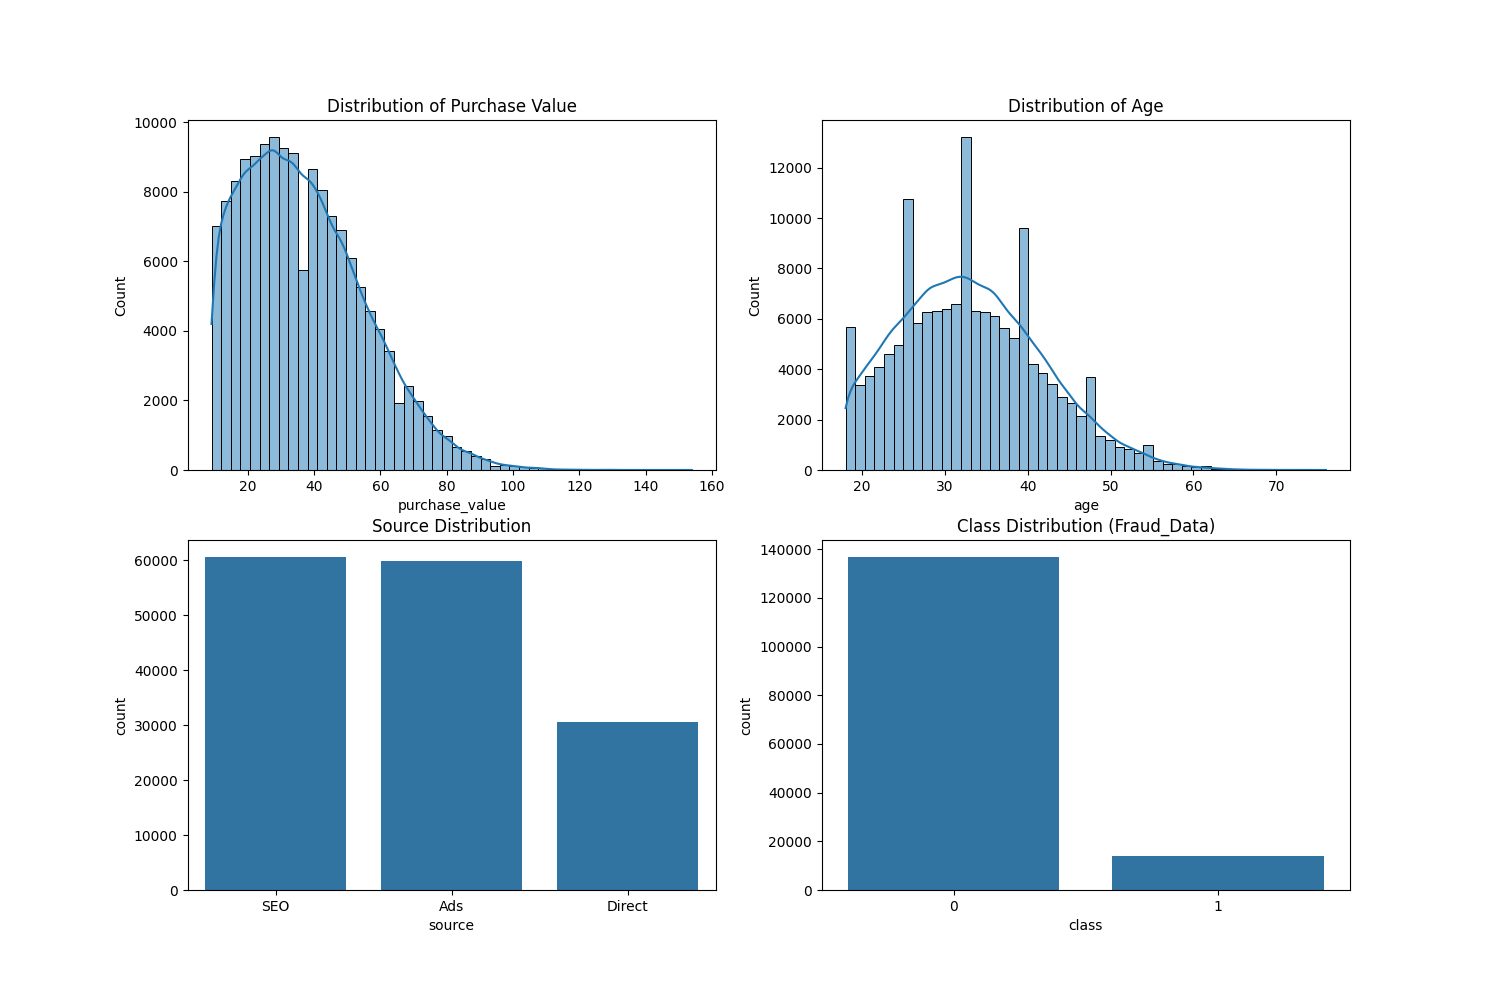 Distribution of Purchase Value
10000
8000
6000
4000
2000
0
Count
20 40 60 80 100 120 140 160
purchase_value
Distribution of Age
12000
10000
8000
6000
4000
2000
0
Count
20 30 40 50 60 70
age
Source Distribution
60000
50000
40000
30000
20000
10000
0
count
SEO Ads Direct
source
Class Distribution (Fraud_Data)
140000
120000
100000
80000
60000
40000
20000
0
count
0 1
class